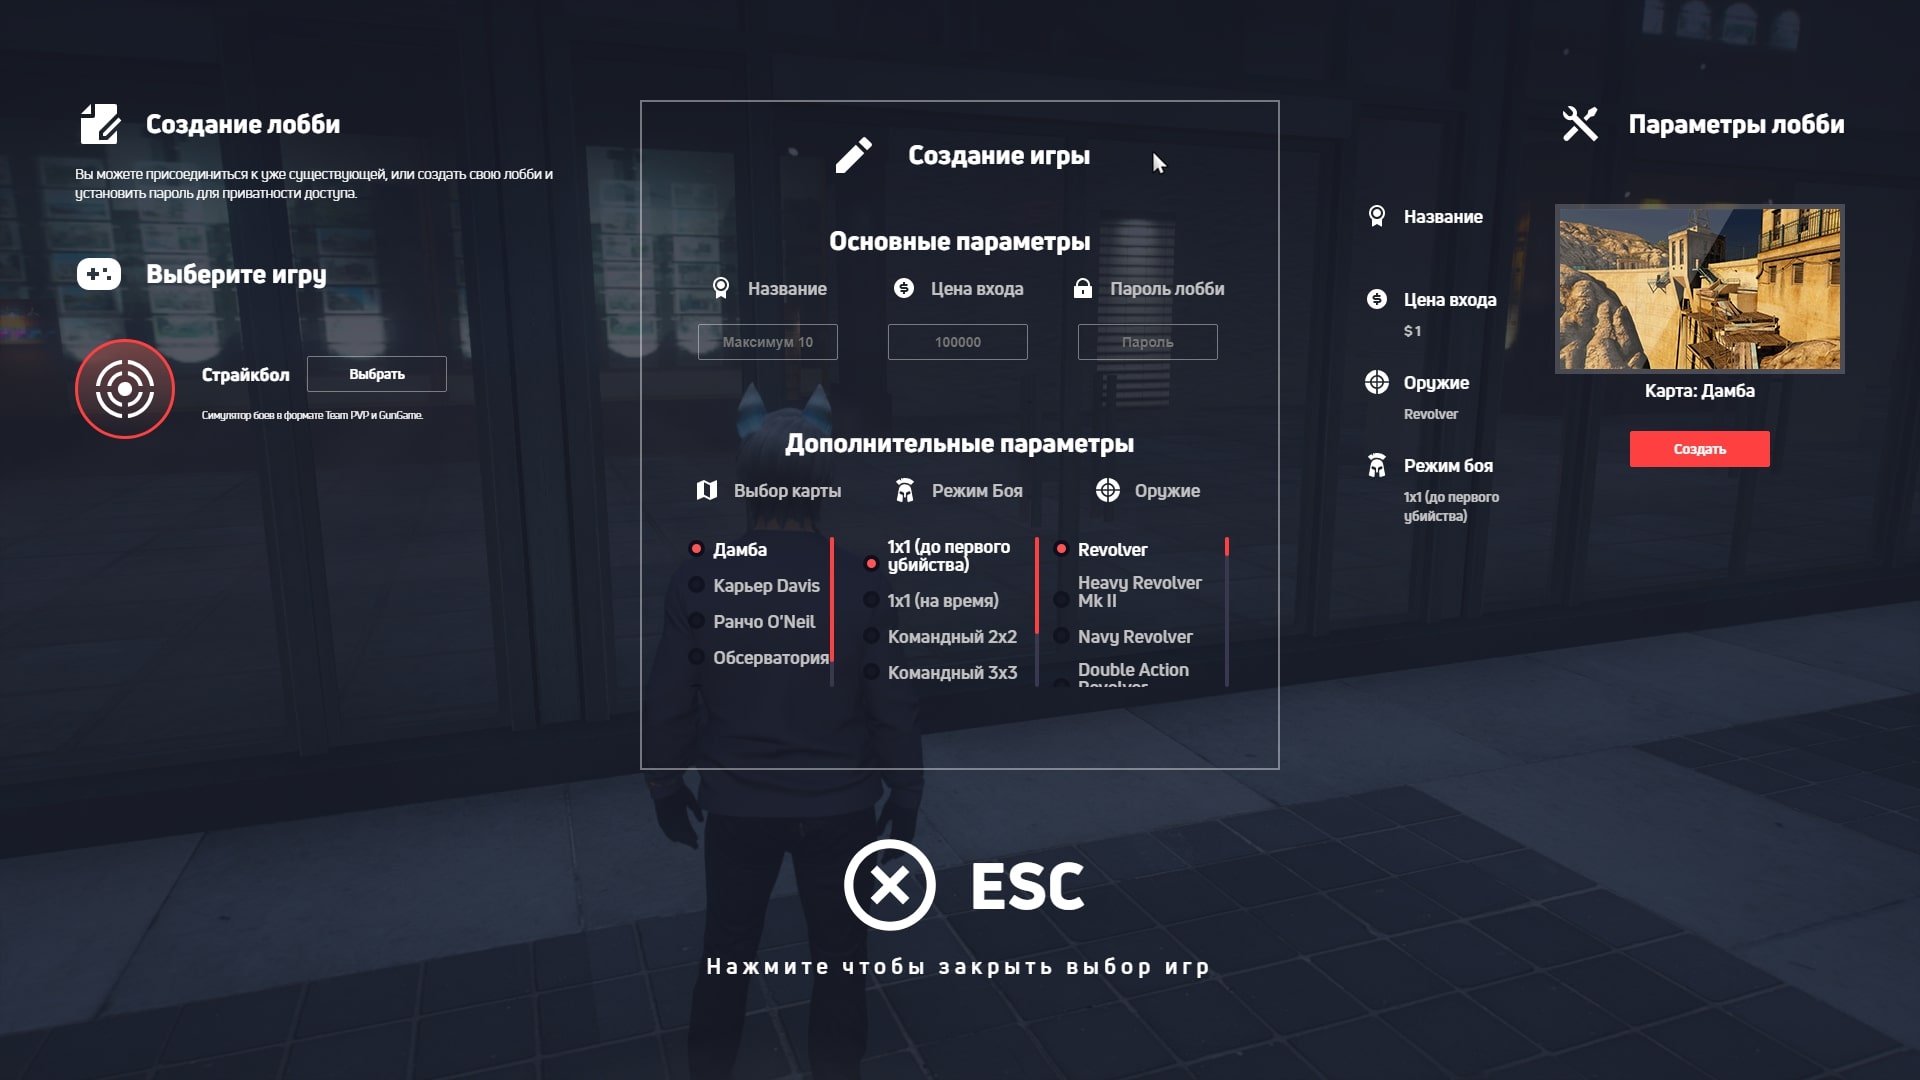 Создание лобби
Вы можете присоединиться к уже существующей, или создать свою лобби и
установить пароль для приватности доступа.
Выберите игру
Страйкбол
Выбрать
Симулятор боев в формате Team PVP и GunGame.
Создание игры
Основные параметры
Название
Цена входа
Пароль лобби
Максимум 10
100000
Пароль
Дополнительные параметры
Выбор карты
Режим Боя
Оружие
Дамба
Карьер Davis
Ранчо O'Neil
Обсерватория
1x1 (до первого
убийства)
1x1 (на время)
Командный 2x2
Командный 3x3
Revolver
Heavy Revolver
Mk II
Navy Revolver
Double Action
Revolver
Параметры лобби
Название
Цена входа
$ 1
Оружие
Revolver
Режим боя
1x1 (до первого
убийства)
Карта: Дамба
Создать
ESC
Нажмите чтобы закрыть выбор игр